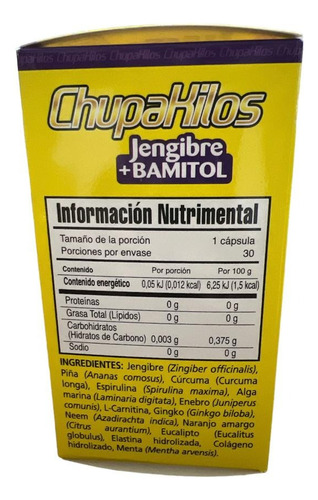 ChupaKilos ChupaKilos ChupaKilos
ChupaKilos
Jengibre
+BAMITOL
Información Nutrimental
Tamaño de la porción 1 cápsula
Porciones por envase 30
Contenido Por porción Por 100 g
Contenido energético 0,05 kJ (0,012 kcal) 6,25 kJ (1,5 kcal)
Proteínas 0 g 0 g
Grasa Total (Lípidos) 0 g 0 g
Carbohidratos
(Hidratos de Carbono) 0,003 g 0,375 g
Sodio 0 g 0 g
INGREDIENTES: Jengibre (Zingiber officinalis),
Piña (Ananas comosus), Cúrcuma (Curcuma
longa), Espirulina (Spirulina maxima), Alga
marina (Laminaria digitata), Enebro (Juniperus
comunis), L-Carnitina, Gingko (Ginkgo biloba),
Neem (Azadirachta indica), Naranjo amargo
(Citrus aurantium), Eucalipto (Eucalitus
globulus), Elastina hidrolizada, Colágeno
hidrolizado, Menta (Mentha arvensis).